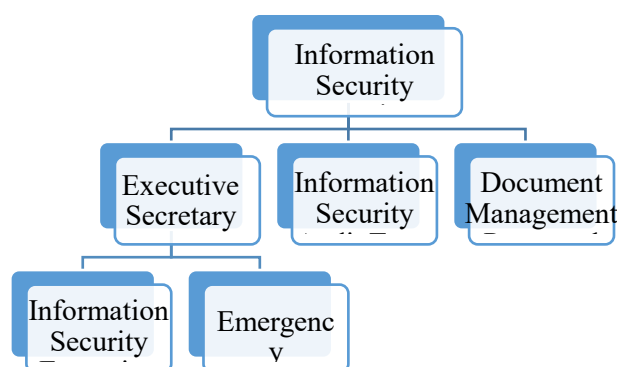 Information
Security
Executive
Secretary
Information
Security
Document
Management
Information
Security
Emergenc
y